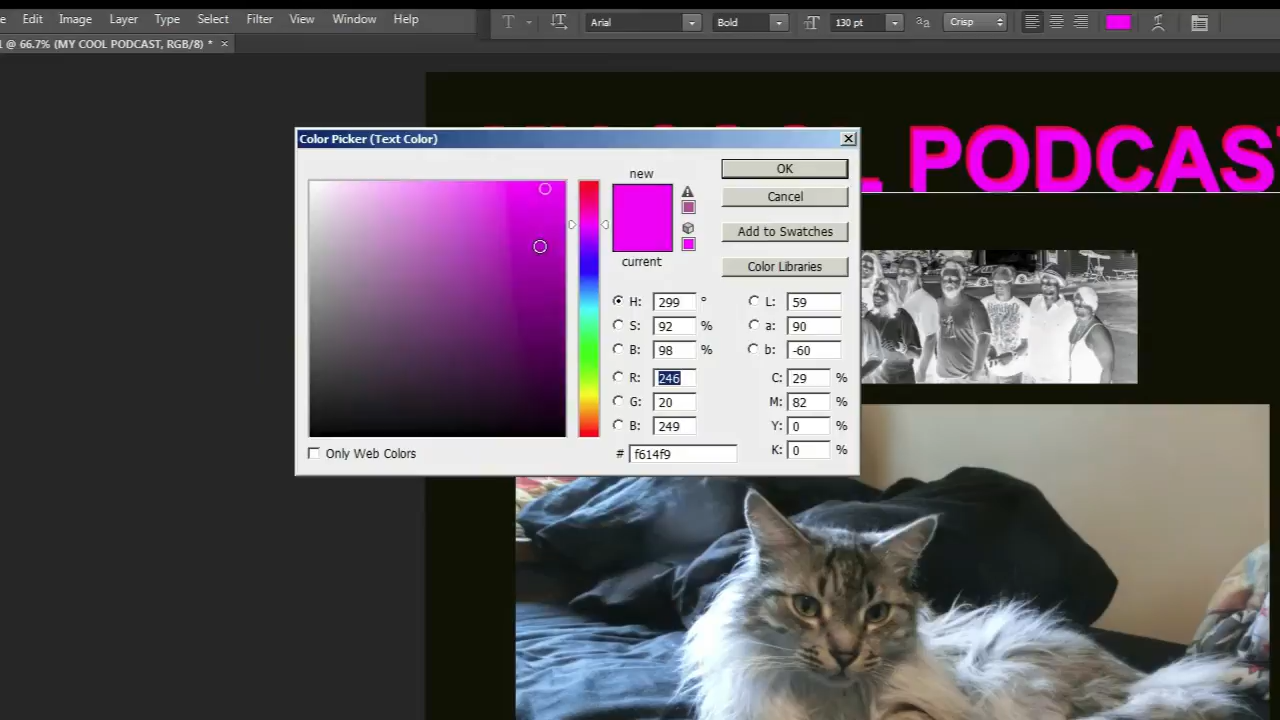 Edit Image Layer Type Select Filter View Window Help
T Arial Bold 130 pt Crisp
@ 66.7% (MY COOL PODCAST, RGB/8) * ×
PODCAST
Color Picker (Text Color)
new
current
OK
Cancel
Add to Swatches
Color Libraries
H: 299 ° L: 59
S: 92 % a: 90
B: 98 % b: -60
R: 246 C: 29 %
G: 20 M: 82 %
B: 249 Y: 0 %
# f614f9 K: 0 %
Only Web Colors